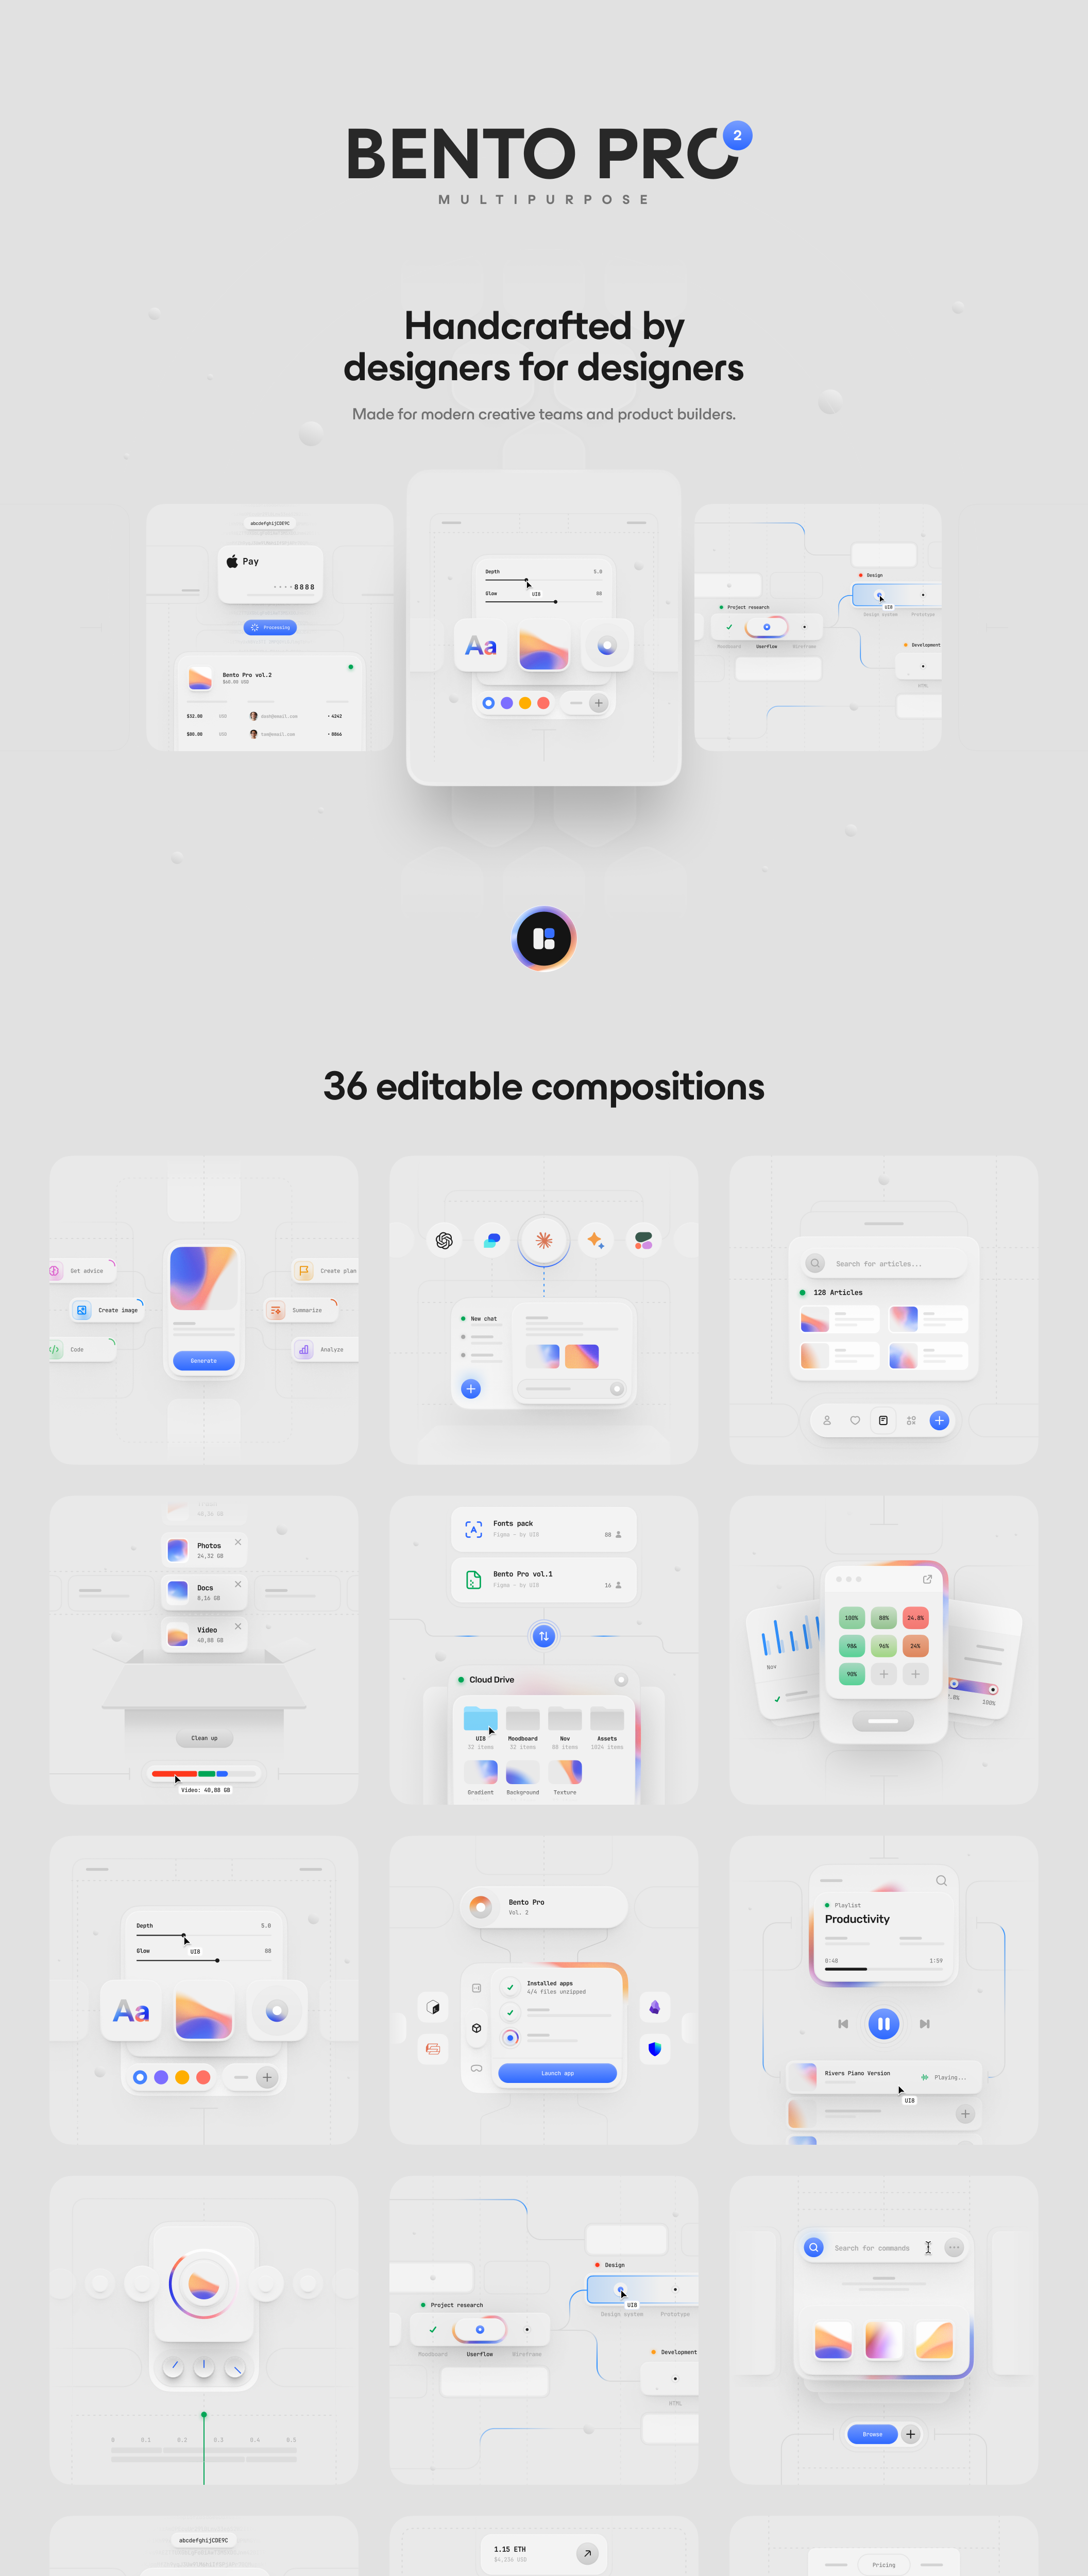 BENTO PRO 2
MULTIPURPOSE
Handcrafted by
designers for designers
Made for modern creative teams and product builders.
abcdefghijCDE9C
Pay
8888
Processing
Bento Pro vol.2
$32.00
4242
$80.00
8866
Depth 5.0
UI8
Glow 88
Aa
Project research
Moodboard Userflow Wireframe
Design
UI8
Design system Prototype
Development
HTML
36 editable compositions
Get advice
Create image
Code
Generate
Create plan
Summarize
Analyze
New chat
Search for articles...
128 Articles
40,16 GB
Photos
24,32 GB
Docs
8,16 GB
Video
40,88 GB
Clean up
Video: 40,88 GB
Fonts pack
Figma - by UI8
88
Bento Pro vol.1
Figma - by UI8
16
Cloud Drive
UI8 Moodboard Nov Assets
32 items 32 items 88 items 1024 items
Gradient Background Texture
Nov
100% 88% 24.8%
98% 96% 24%
90%
100%
Depth 5.0
UI8
Glow 88
Aa
Bento Pro
Vol. 2
Installed apps
4/4 files unzipped
Launch app
Playlist
Productivity
0:48 1:59
Rivers Piano Version
Playing...
UI8
0 0.1 0.2 0.3 0.4 0.5
Design
UI8
Design system Prototype
Project research
Moodboard Userflow Wireframe
Development
HTML
Search for commands
Browse
abcdefghijCDE9C
1.15 ETH
$4,236 USD
Pricing